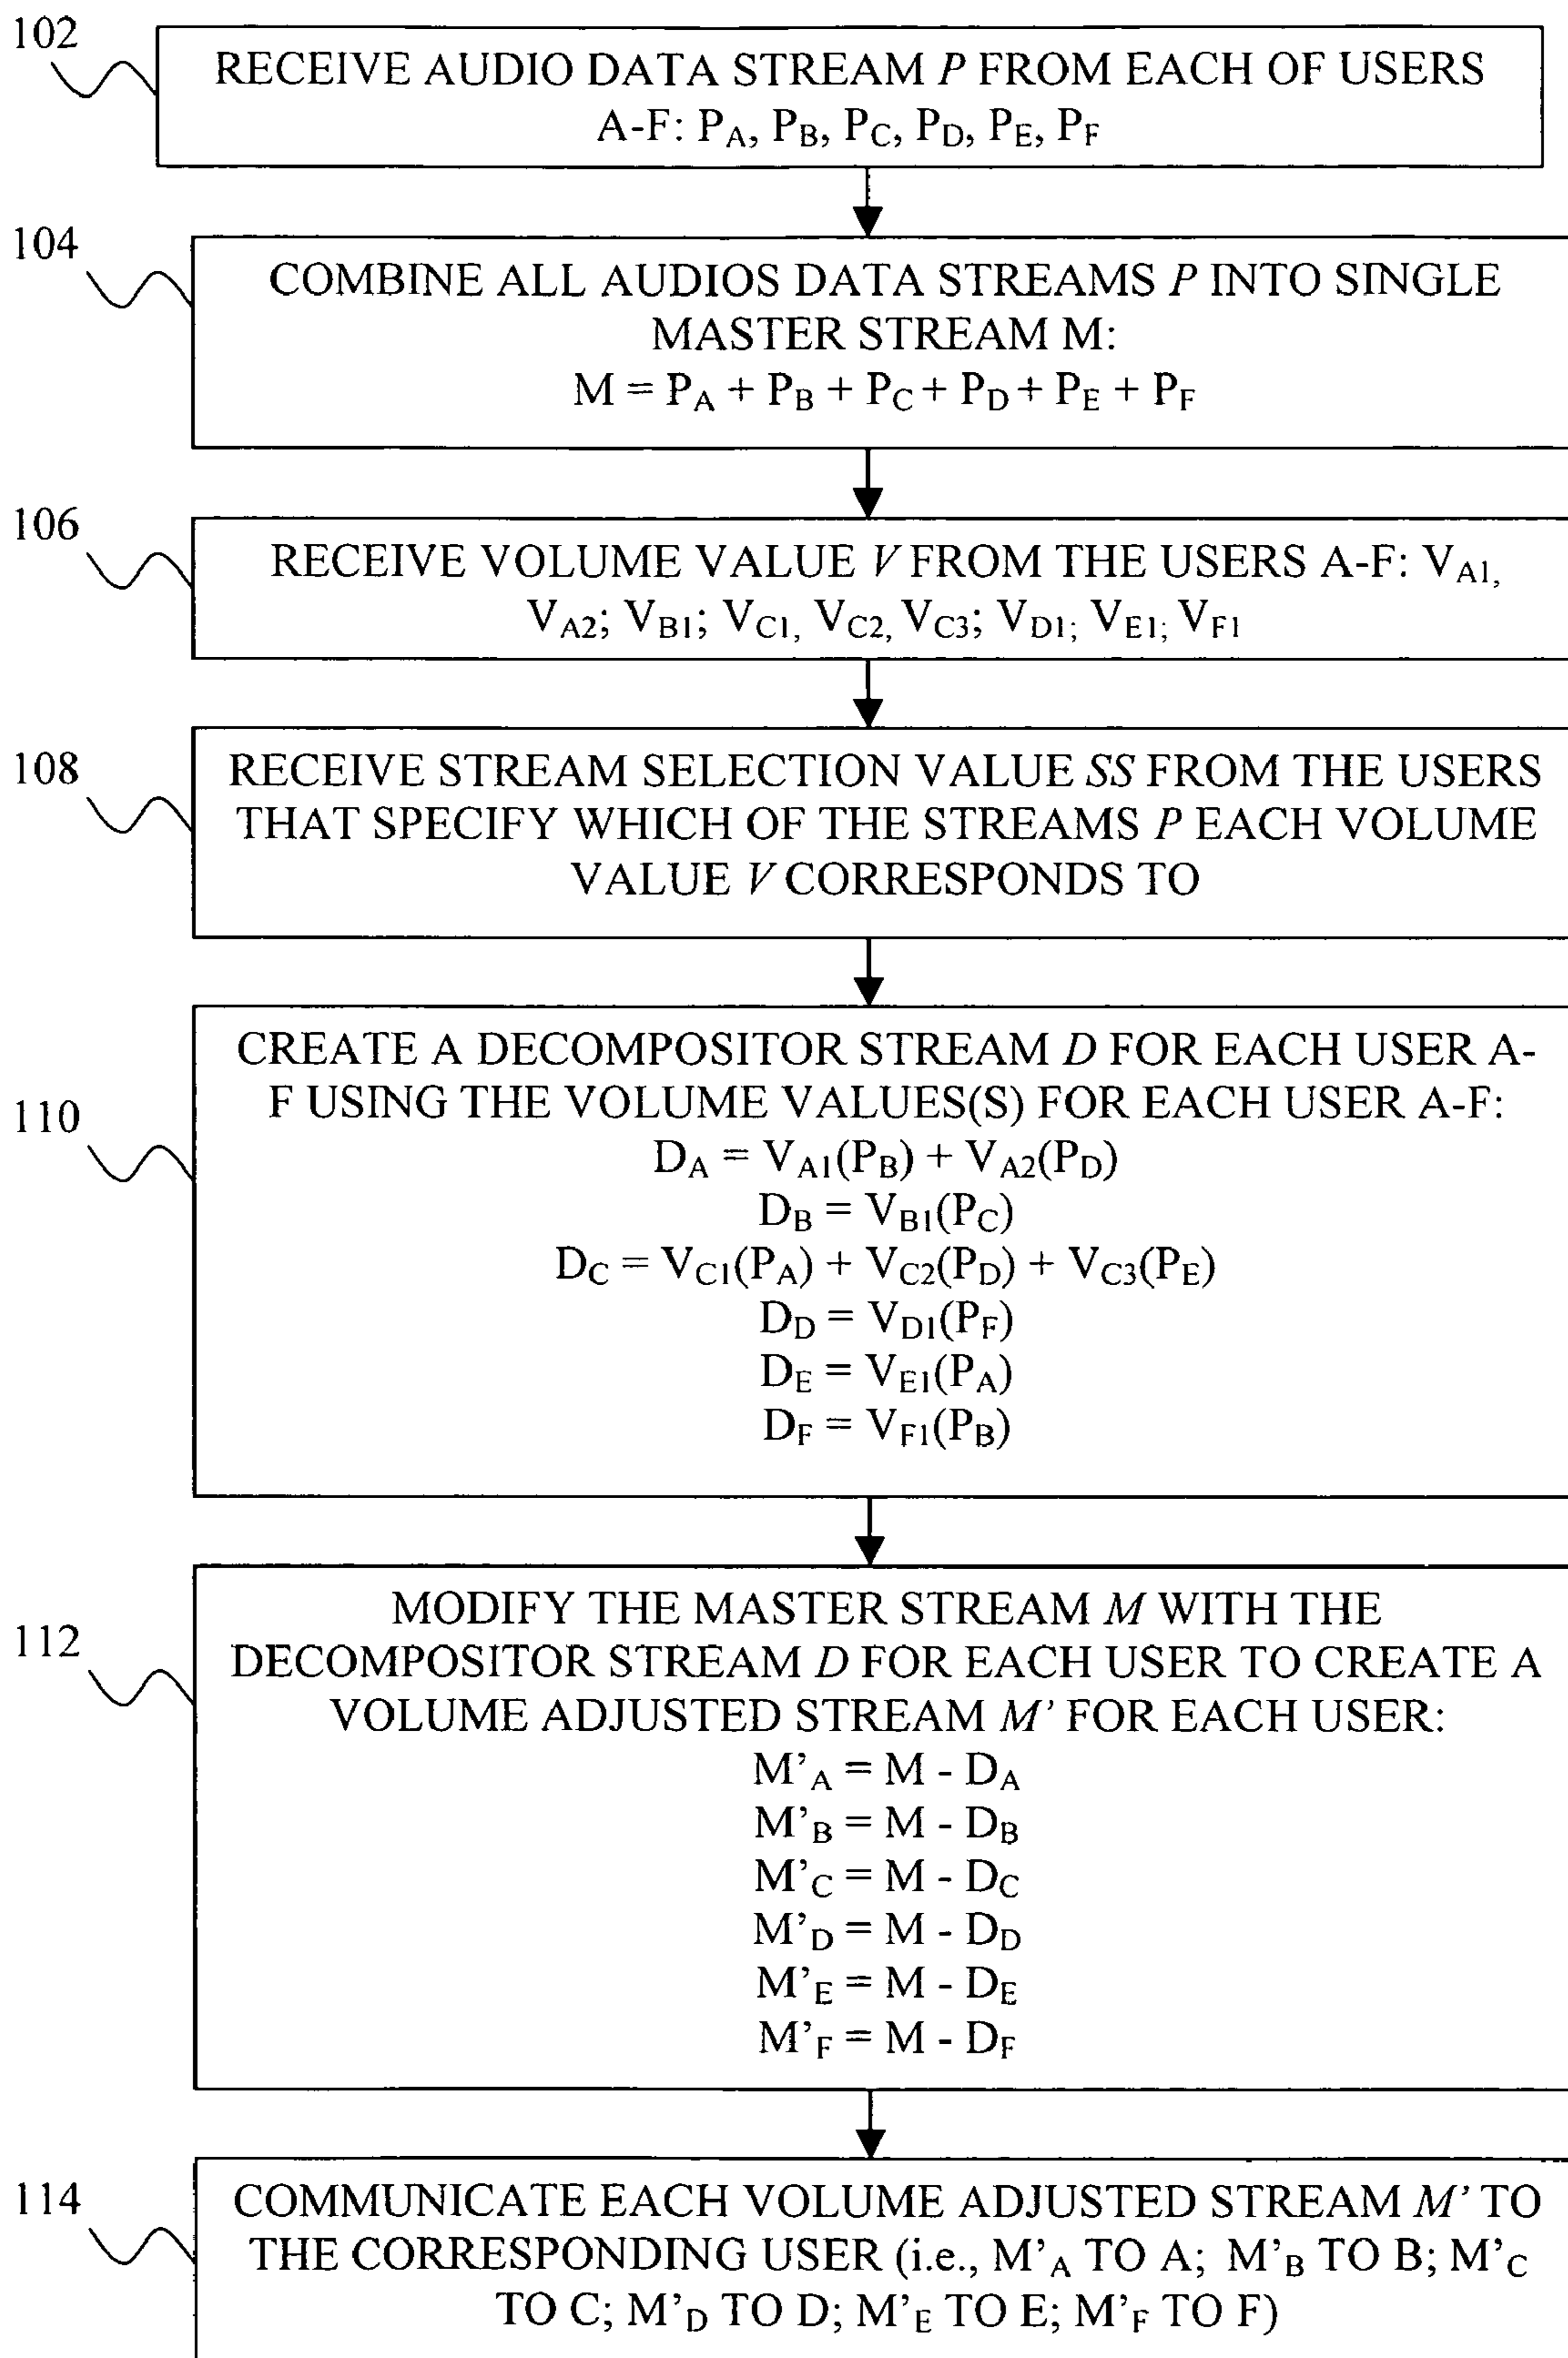 102
RECEIVE AUDIO DATA STREAM P FROM EACH OF USERS
A-F: PA, PB, PC, PD, PE, PF
104
COMBINE ALL AUDIOS DATA STREAMS P INTO SINGLE
MASTER STREAM M:
M = PA + PB + PC + PD + PE + PF
106
RECEIVE VOLUME VALUE V FROM THE USERS A-F: VA1,
VA2; VB1; VC1, VC2, VC3; VD1; VE1; VF1
108
RECEIVE STREAM SELECTION VALUE SS FROM THE USERS
THAT SPECIFY WHICH OF THE STREAMS P EACH VOLUME
VALUE V CORRESPONDS TO
110
CREATE A DECOMPOSITOR STREAM D FOR EACH USER A-
F USING THE VOLUME VALUES(S) FOR EACH USER A-F:
DA = VA1(PB) + VA2(PD)
DB = VB1(PC)
DC = VC1(PA) + VC2(PD) + VC3(PE)
DD = VD1(PF)
DE = VE1(PA)
DF = VF1(PB)
112
MODIFY THE MASTER STREAM M WITH THE
DECOMPOSITOR STREAM D FOR EACH USER TO CREATE A
VOLUME ADJUSTED STREAM M' FOR EACH USER:
M'A = M - DA
M'B = M - DB
M'C = M - DC
M'D = M - DD
M'E = M - DE
M'F = M - DF
114
COMMUNICATE EACH VOLUME ADJUSTED STREAM M' TO
THE CORRESPONDING USER (i.e., M'A TO A; M'B TO B; M'C
TO C; M'D TO D; M'E TO E; M'F TO F)